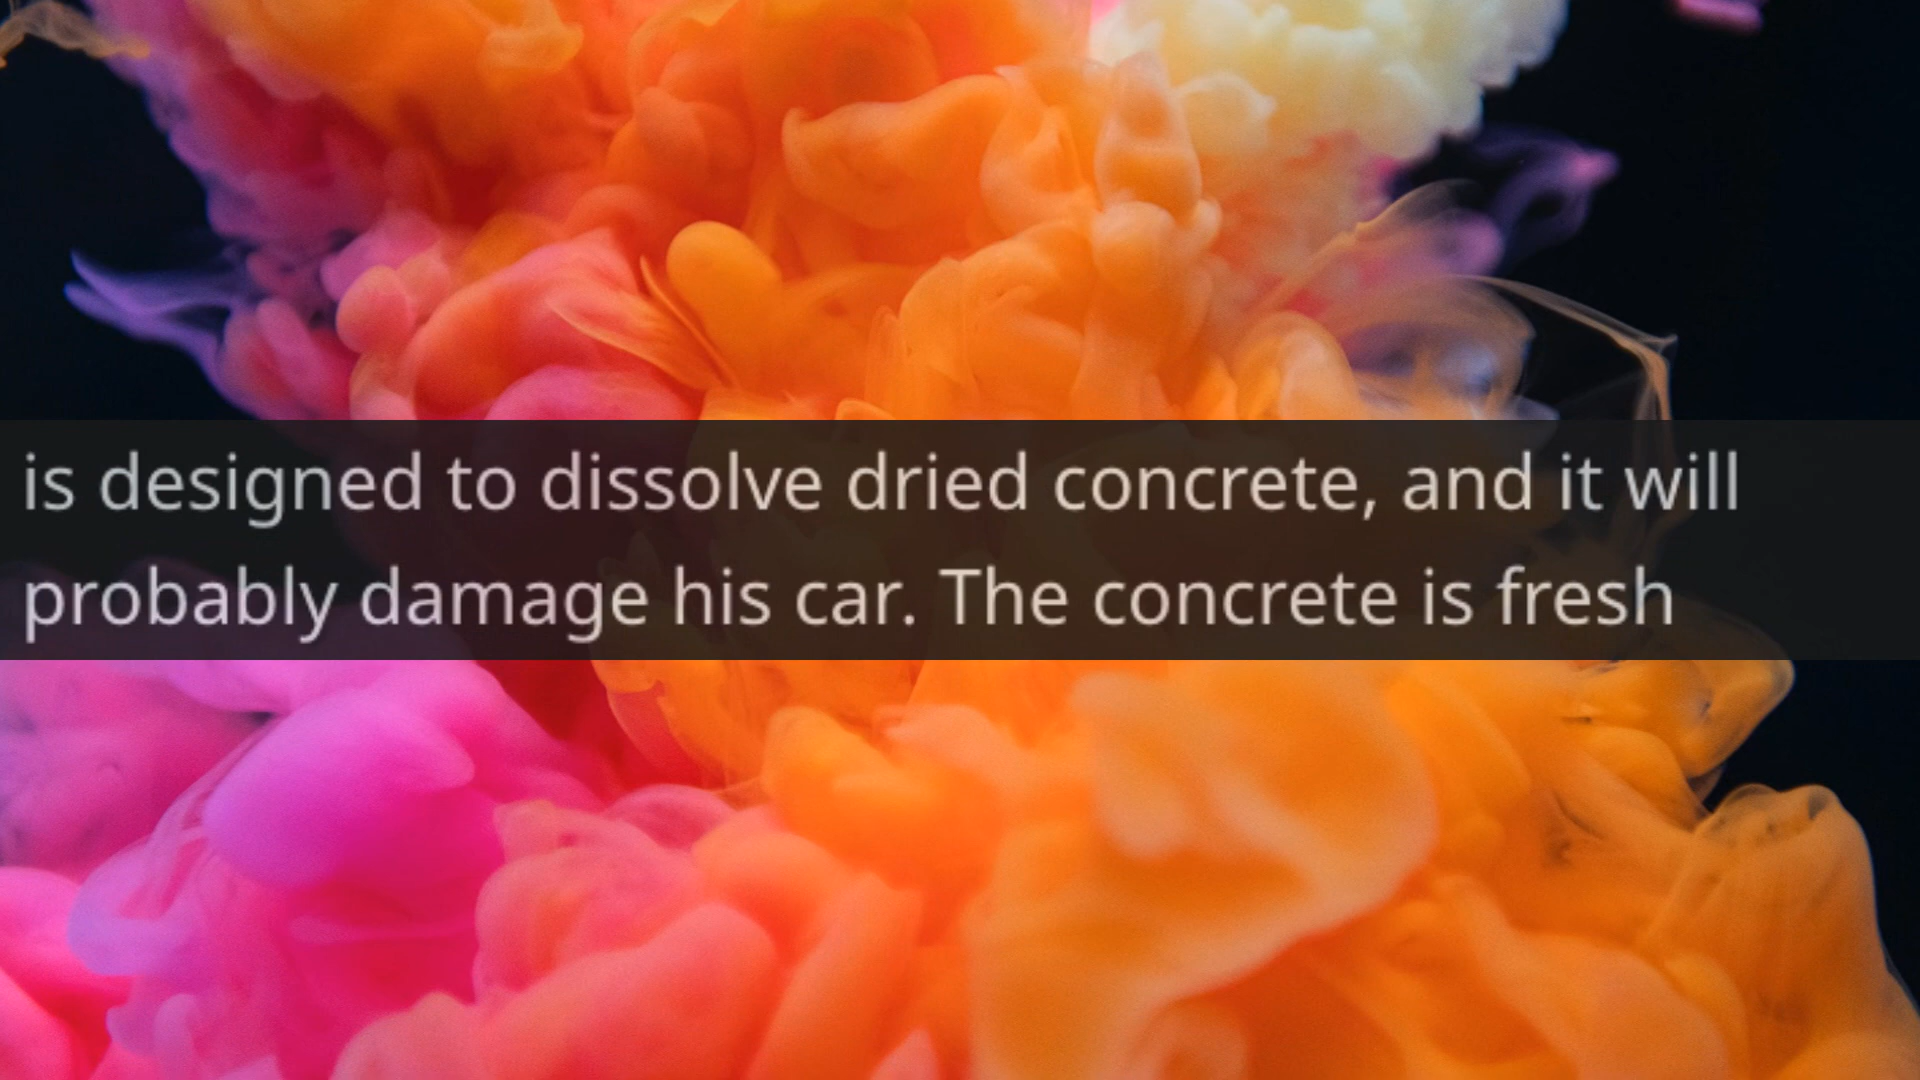 is designed to dissolve dried concrete, and it will
probably damage his car. The concrete is fresh